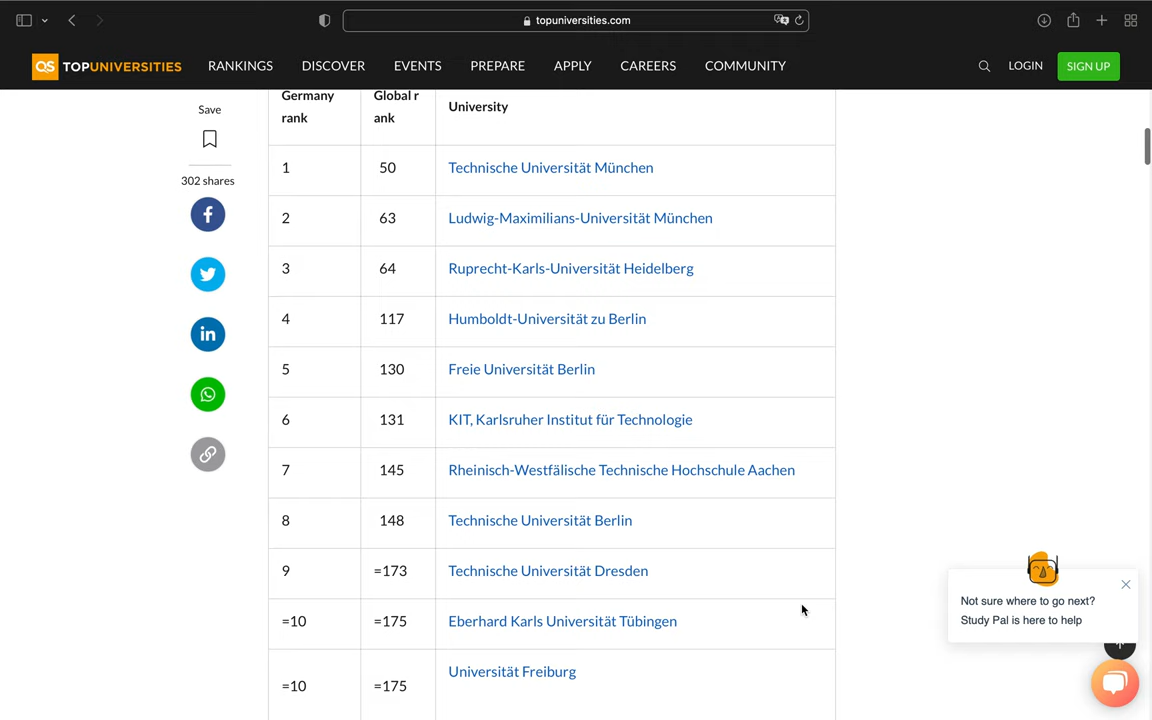 topuniversities.com
QS TOPUNIVERSITIES RANKINGS DISCOVER EVENTS PREPARE APPLY CAREERS COMMUNITY LOGIN SIGN UP
Save
302 shares
Germany
rank
Global r
ank
University
1 50 Technische Universität München
2 63 Ludwig-Maximilians-Universität München
3 64 Ruprecht-Karls-Universität Heidelberg
4 117 Humboldt-Universität zu Berlin
5 130 Freie Universität Berlin
6 131 KIT, Karlsruher Institut für Technologie
7 145 Rheinisch-Westfälische Technische Hochschule Aachen
8 148 Technische Universität Berlin
9 =173 Technische Universität Dresden
=10 =175 Eberhard Karls Universität Tübingen
=10 =175 Universität Freiburg
Not sure where to go next?
Study Pal is here to help